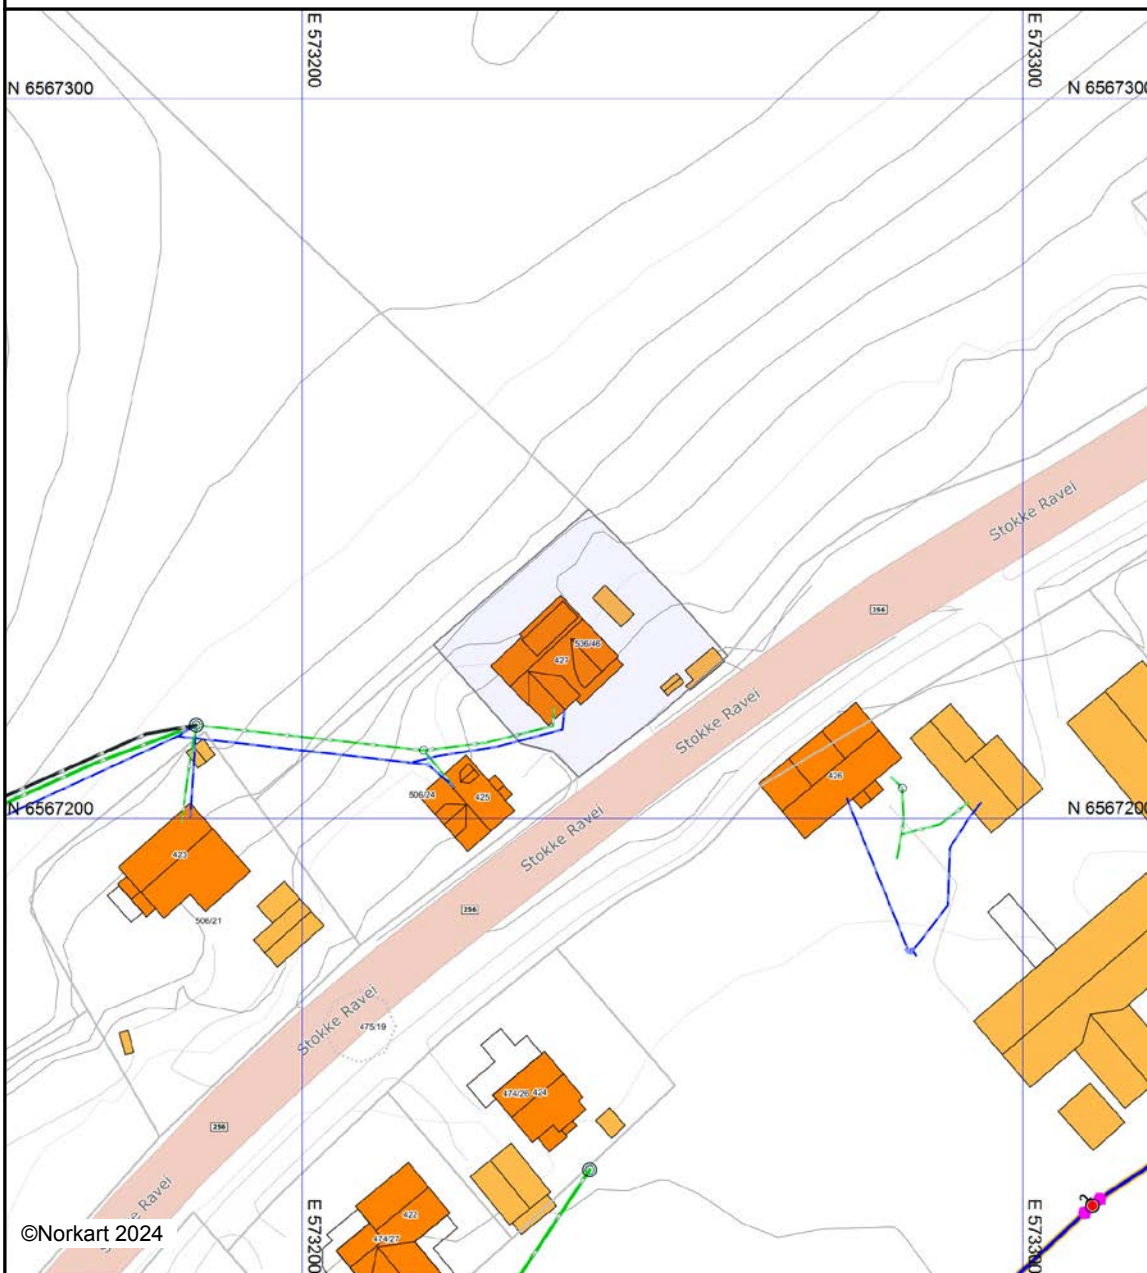 E 573200
E 573300
N 6567300
N 6567300
Stokke Ravei
256
506/46
427
Stokke Ravei
426
506/24
425
N 6567200
N 6567200
Stokke Ravei
423
256
506/21
Stokke Ravei
475/19
474/26 424
256
Ravei
2
422
474/27
E 573200
E 573300
©Norkart 2024